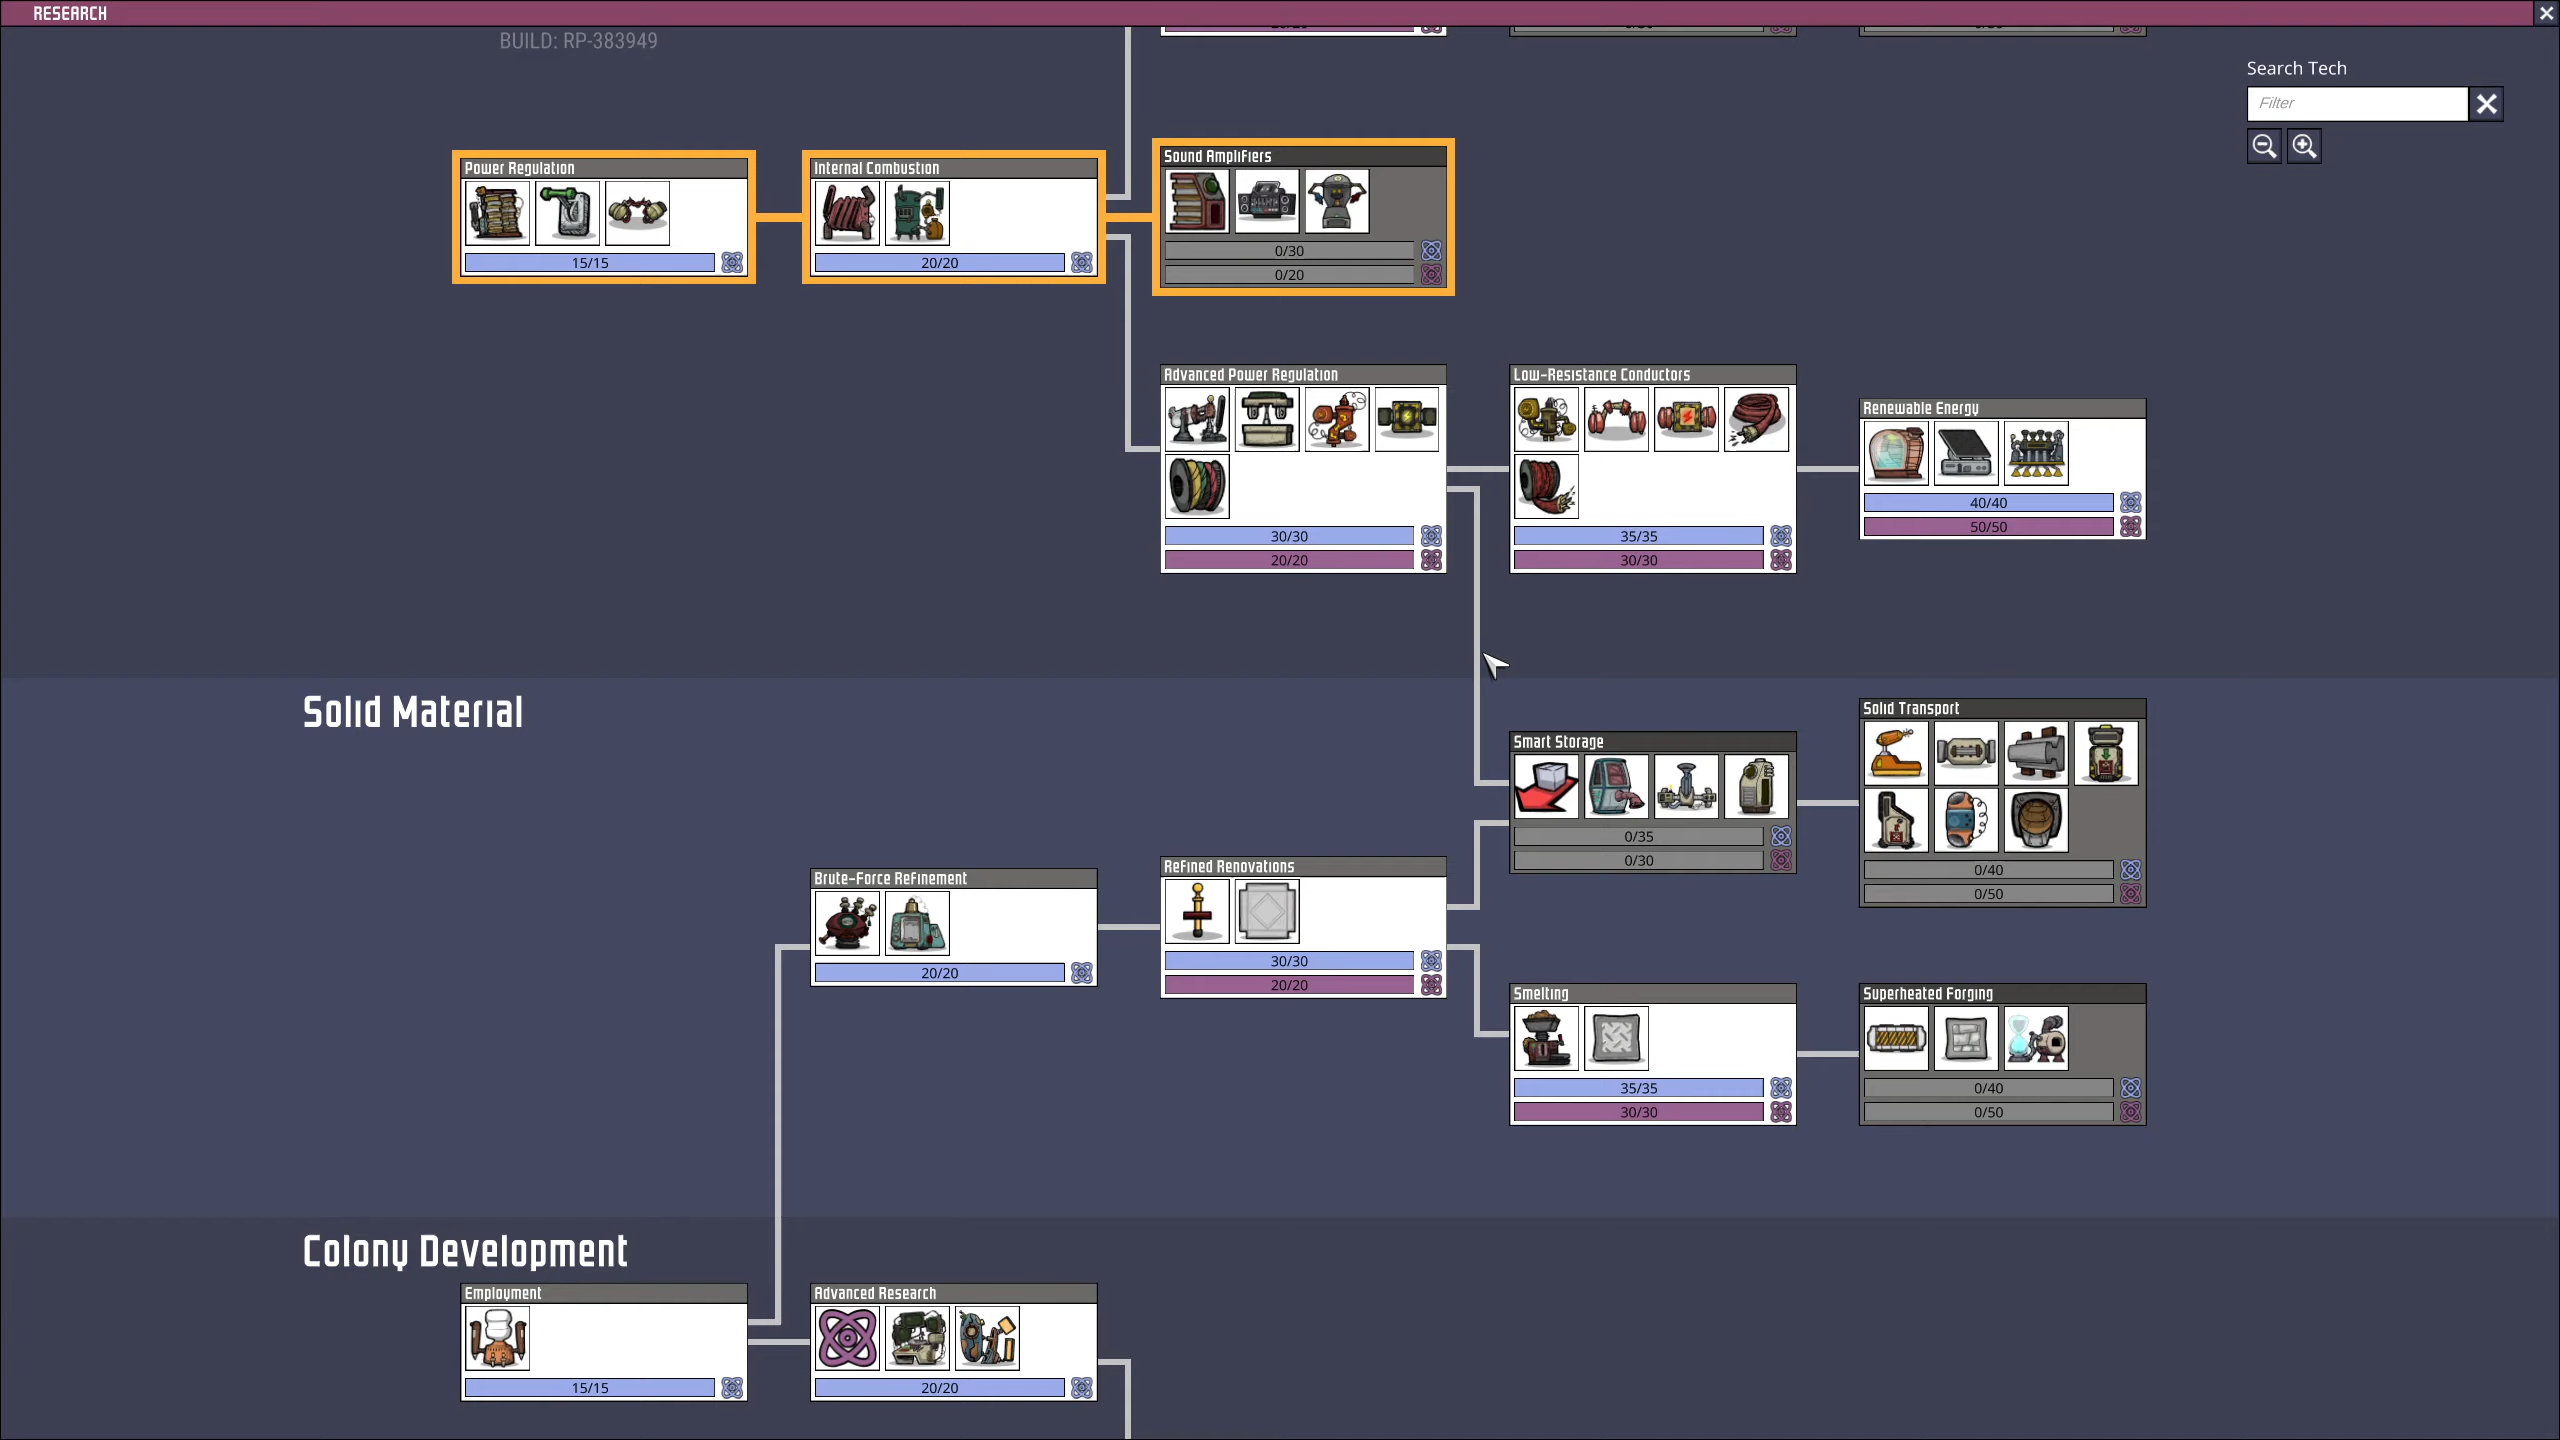 RESEARCH
BUILD: RP-383949
Search Tech
Filter
Power Regulation
15/15
Internal Combustion
20/20
Sound Amplifiers
0/30
0/20
Advanced Power Regulation
30/30
20/20
Low-Resistance Conductors
35/35
30/30
Renewable Energy
40/40
50/50
Solid Material
Smart Storage
0/35
0/30
Solid Transport
0/40
0/50
Brute-Force Refinement
20/20
Refined Renovations
30/30
20/20
Smelting
35/35
30/30
Superheated Forging
0/40
0/50
Colony Development
Employment
15/15
Advanced Research
20/20